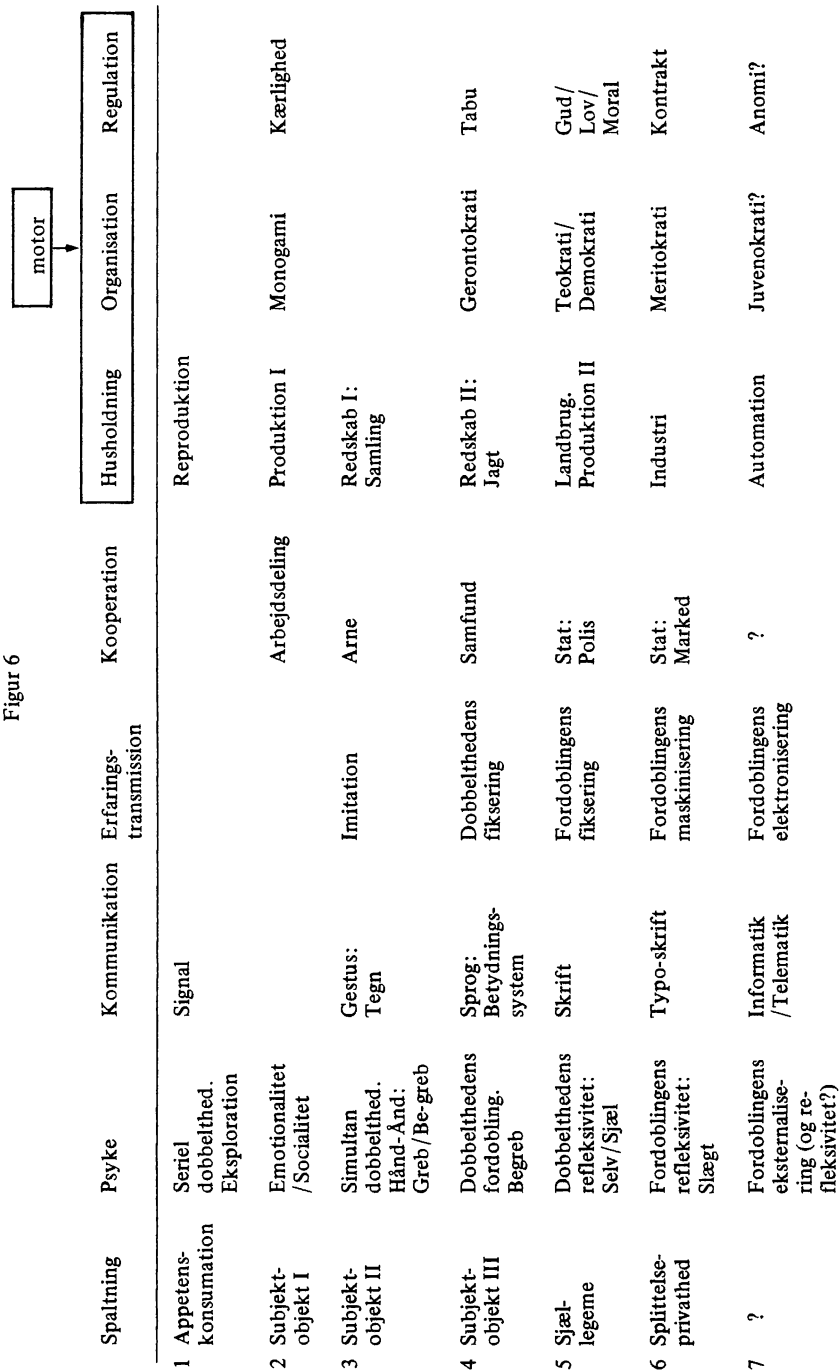 Figur 6
motor
Spaltning Psyke Kommunikation Erfarings-
transmission Kooperation Husholdning Organisation Regulation
1 Appetens-
konsumation
Seriel
dobbelthed.
Eksploration
Signal
Reproduktion
2 Subjekt-
objekt I
Emotionalitet
/Socialitet
Arbejdsdeling
Produktion I
Monogami
Kærlighed
3 Subjekt-
objekt II
Simultan
dobbelthed.
Hånd-Ånd:
Greb/Be-greb
Gestus:
Tegn
Imitation
Arne
Redskab I:
Samling
4 Subjekt-
objekt III
Dobbelthedens
fordobling.
Begreb
Sprog:
Betydnings-
system
Dobbelthedens
fiksering
Samfund
Redskab II:
Jagt
Gerontokrati
Tabu
5 Sjæl-
legeme
Dobbelthedens
refleksivitet:
Selv/Sjæl
Skrift
Fordoblingens
fiksering
Stat:
Polis
Landbrug.
Produktion II
Teokrati/
Demokrati
Gud/
Lov/
Moral
6 Splittelse-
privathed
Fordoblingens
refleksivitet:
Slægt
Typo-skrift
Fordoblingens
maskinisering
Stat:
Marked
Industri
Meritokrati
Kontrakt
7 ?
Fordoblingens
eksternalise-
ring (og re-
fleksivitet?)
Informatik
/Telematik
Fordoblingens
elektronisering
?
Automation
Juvenokrati?
Anomi?